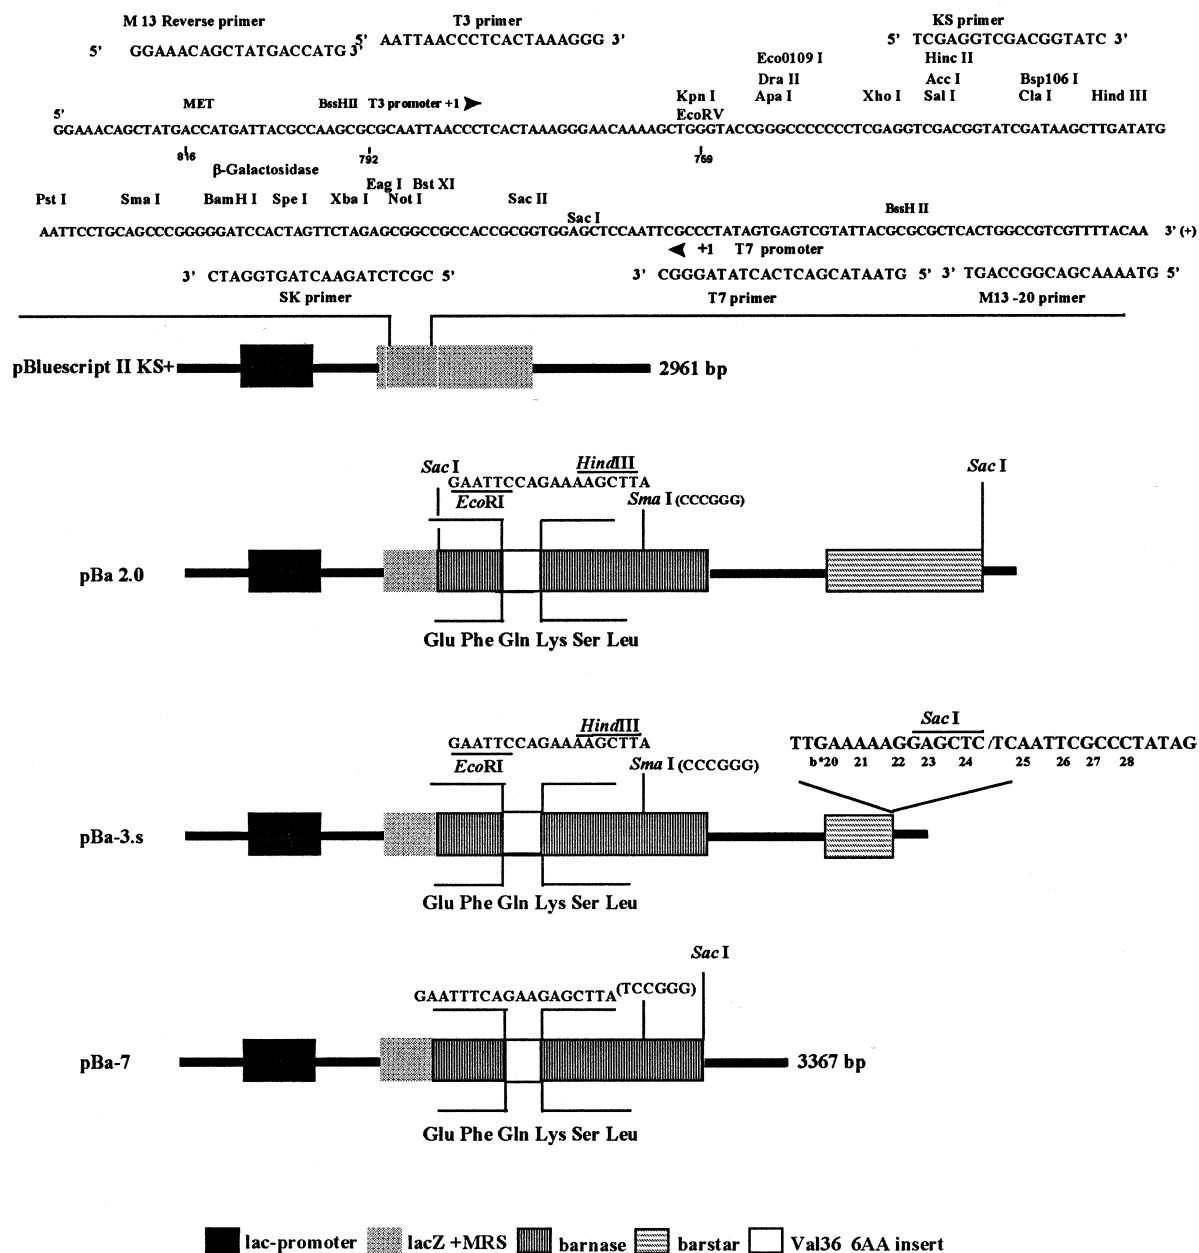 M 13 Reverse primer T3 primer KS primer
5' GGAAACAGCTATGACCATG 3' 5' AATTAACCCTCACTAAAGGG 3' 5' TCGAGGTCGACGGTATC 3'
Eco0109 I Hinc II
Dra II Acc I Bsp106 I
MET BssHII T3 promoter +1 Kpn I Apa I Xho I Sal I Cla I Hind III
5' EcoRV
GGAAACAGCTATGACCATGATTACGCCAAGCGCGCAATTAACCCTCACTAAAGGGAACAAAAGCTGGGTACCGGGCCCCCCCTCGAGGTCGACGGTATCGATAAGCTTGATATG
816 792 759
β-Galactosidase
Eag I Bst XI
Pst I Sma I BamH I Spe I Xba I Not I Sac II
Sac I BssH II
AATTCCTGCAGCCCGGGGGATCCACTAGTTCTAGAGCGGCCGCCACCGCGGTGGAGCTCCAATTCGCCCTATAGTGAGTCGTATTACGCGCGCTCACTGGCCGTCGTTTTACAA 3' (+)
+1 T7 promoter
3' CTAGGTGATCAAGATCTCGC 5' 3' CGGGATATCACTCAGCATAATG 5' 3' TGACCGGCAGCAAAATG 5'
SK primer T7 primer M13 -20 primer
pBluescript II KS+ 2961 bp
Sac I HindIII Sac I
GAATTCCAGAAAAGCTTA
EcoRI Sma I (CCCGGG)
pBa 2.0
Glu Phe Gln Lys Ser Leu
HindIII Sac I
GAATTCCAGAAAAGCTTA TTGAAAAAGGAGCTC/TCAATTCGCCCTATAG
EcoRI Sma I (CCCGGG) b*20 21 22 23 24 25 26 27 28
pBa-3.s
Glu Phe Gln Lys Ser Leu
Sac I
GAATTTCAGAAGAGCTTA (TCCGGG)
pBa-7 3367 bp
Glu Phe Gln Lys Ser Leu
lac-promoter lacZ +MRS barnase barstar Val36 6AA insert